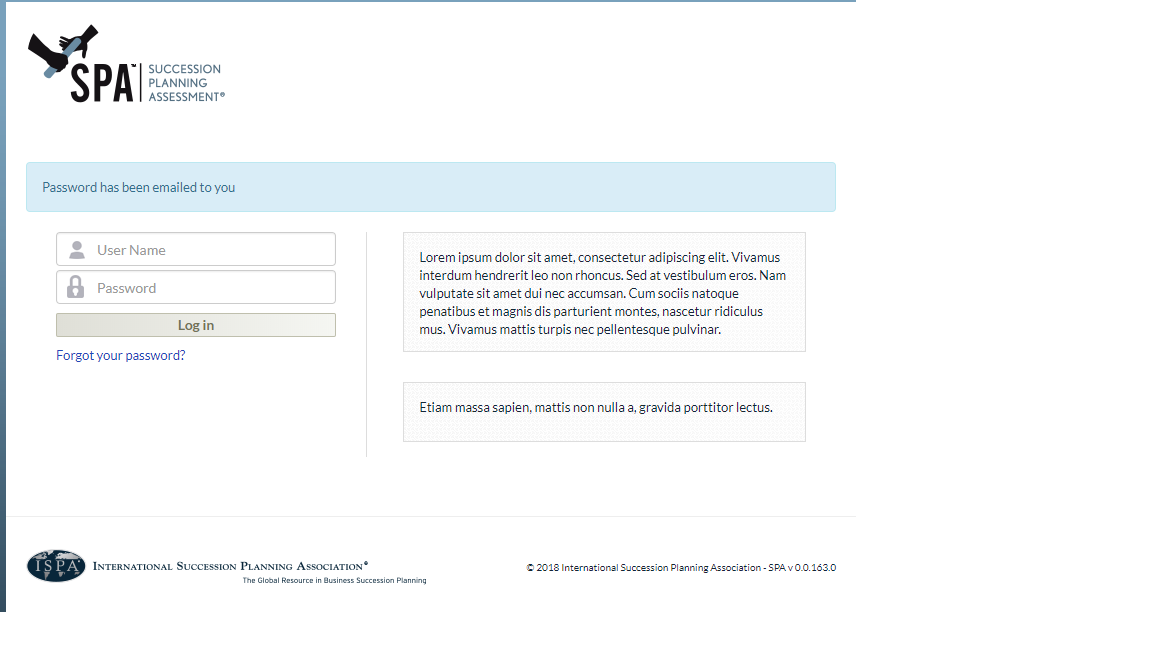 SPA™
SUCCESSION
PLANNING
ASSESSMENT®
Password has been emailed to you
User Name
Password
Log in
Forgot your password?
Lorem ipsum dolor sit amet, consectetur adipiscing elit. Vivamus
interdum hendrerit leo non rhoncus. Sed at vestibulum eros. Nam
vulputate sit amet dui nec accumsan. Cum sociis natoque
penatibus et magnis dis parturient montes, nascetur ridiculus
mus. Vivamus mattis turpis nec pellentesque pulvinar.
Etiam massa sapien, mattis non nulla a, gravida porttitor lectus.
ISPA
International Succession Planning Association®
The Global Resource in Business Succession Planning
© 2018 International Succession Planning Association - SPA v 0.0.163.0